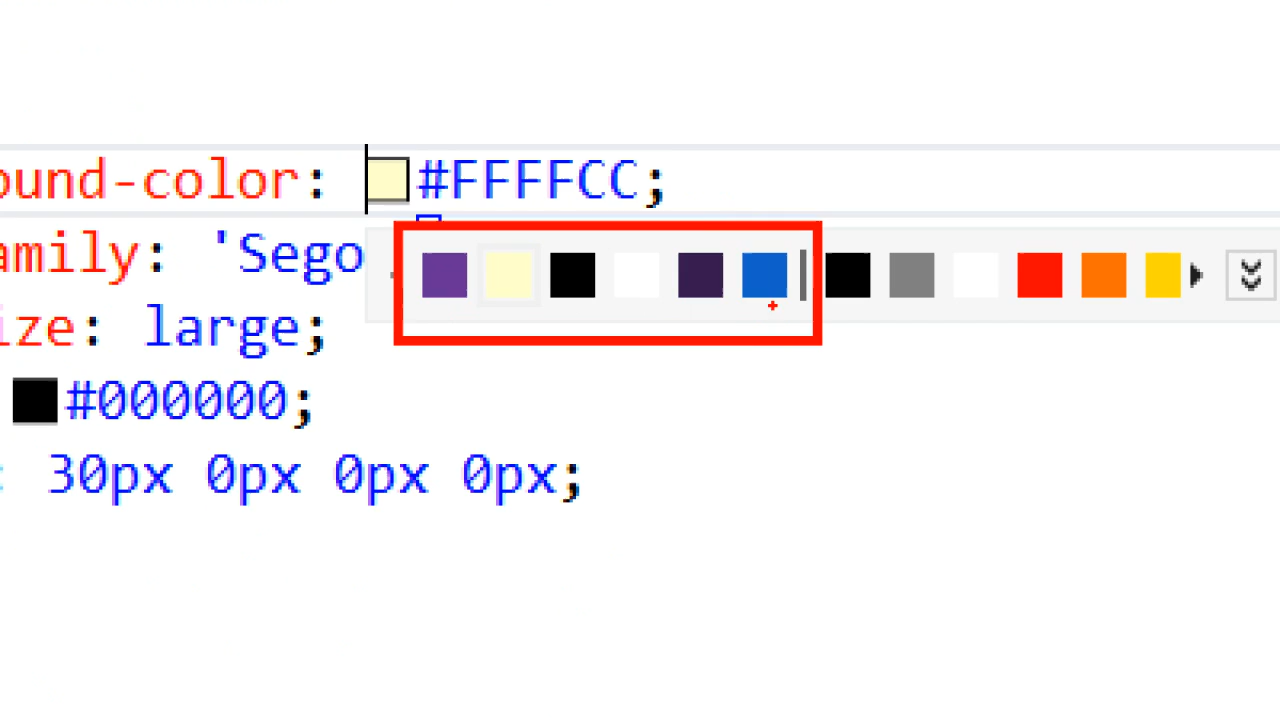 ound-color: #FFFFCC;
amily: 'Sego
ize: large;
#000000;
: 30px 0px 0px 0px;